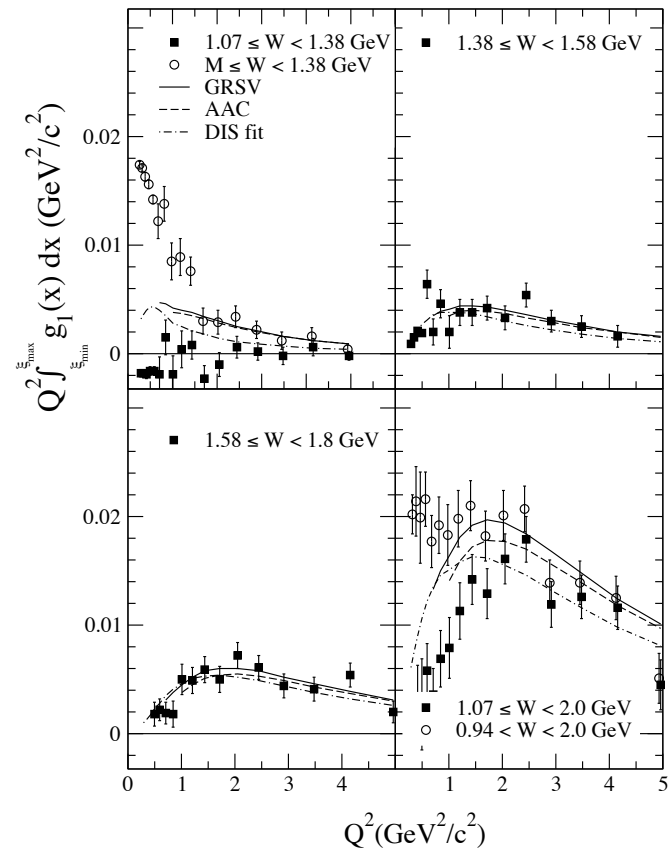 1.07 ≤ W < 1.38 GeV
M ≤ W < 1.38 GeV
GRSV
AAC
DIS fit
1.38 ≤ W < 1.58 GeV
0.02
0.01
0
Q²∫ξmin^ξmax g₁(x) dx (GeV²/c²)
1.58 ≤ W < 1.8 GeV
0.02
0.01
0
1.07 ≤ W < 2.0 GeV
0.94 < W < 2.0 GeV
0 1 2 3 4 1 2 3 4 5
Q²(GeV²/c²)